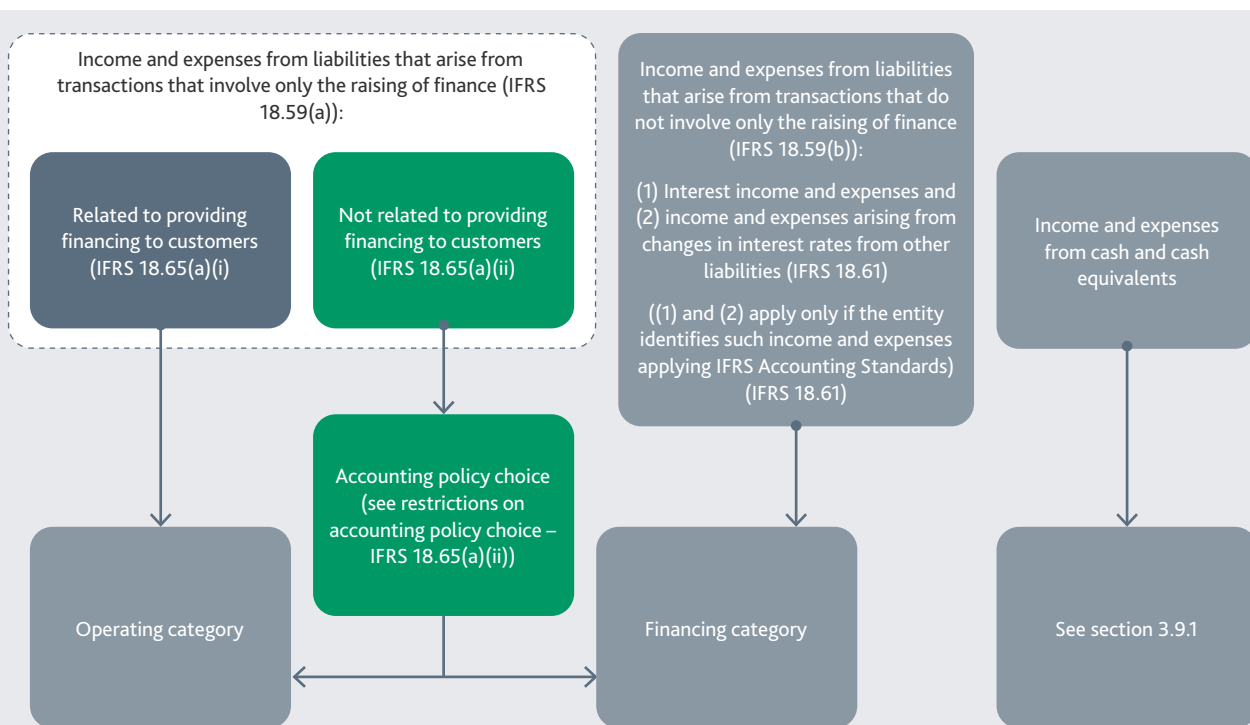 Income and expenses from liabilities that arise from
transactions that involve only the raising of finance (IFRS
18.59(a)):
Related to providing
financing to customers
(IFRS 18.65(a)(i)
Not related to providing
financing to customers
(IFRS 18.65(a)(ii)
Income and expenses from liabilities
that arise from transactions that do
not involve only the raising of finance
(IFRS 18.59(b)):
(1) Interest income and expenses and
(2) income and expenses arising from
changes in interest rates from other
liabilities (IFRS 18.61)
((1) and (2) apply only if the entity
identifies such income and expenses
applying IFRS Accounting Standards)
(IFRS 18.61)
Income and expenses
from cash and cash
equivalents
Accounting policy choice
(see restrictions on
accounting policy choice –
IFRS 18.65(a)(ii))
Operating category
Financing category
See section 3.9.1